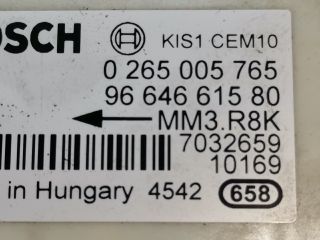 OSCH KIS1 CEM10
0 265 005 765
96 646 615 80
MM3.R8K
7032659
10169
in Hungary 4542 658